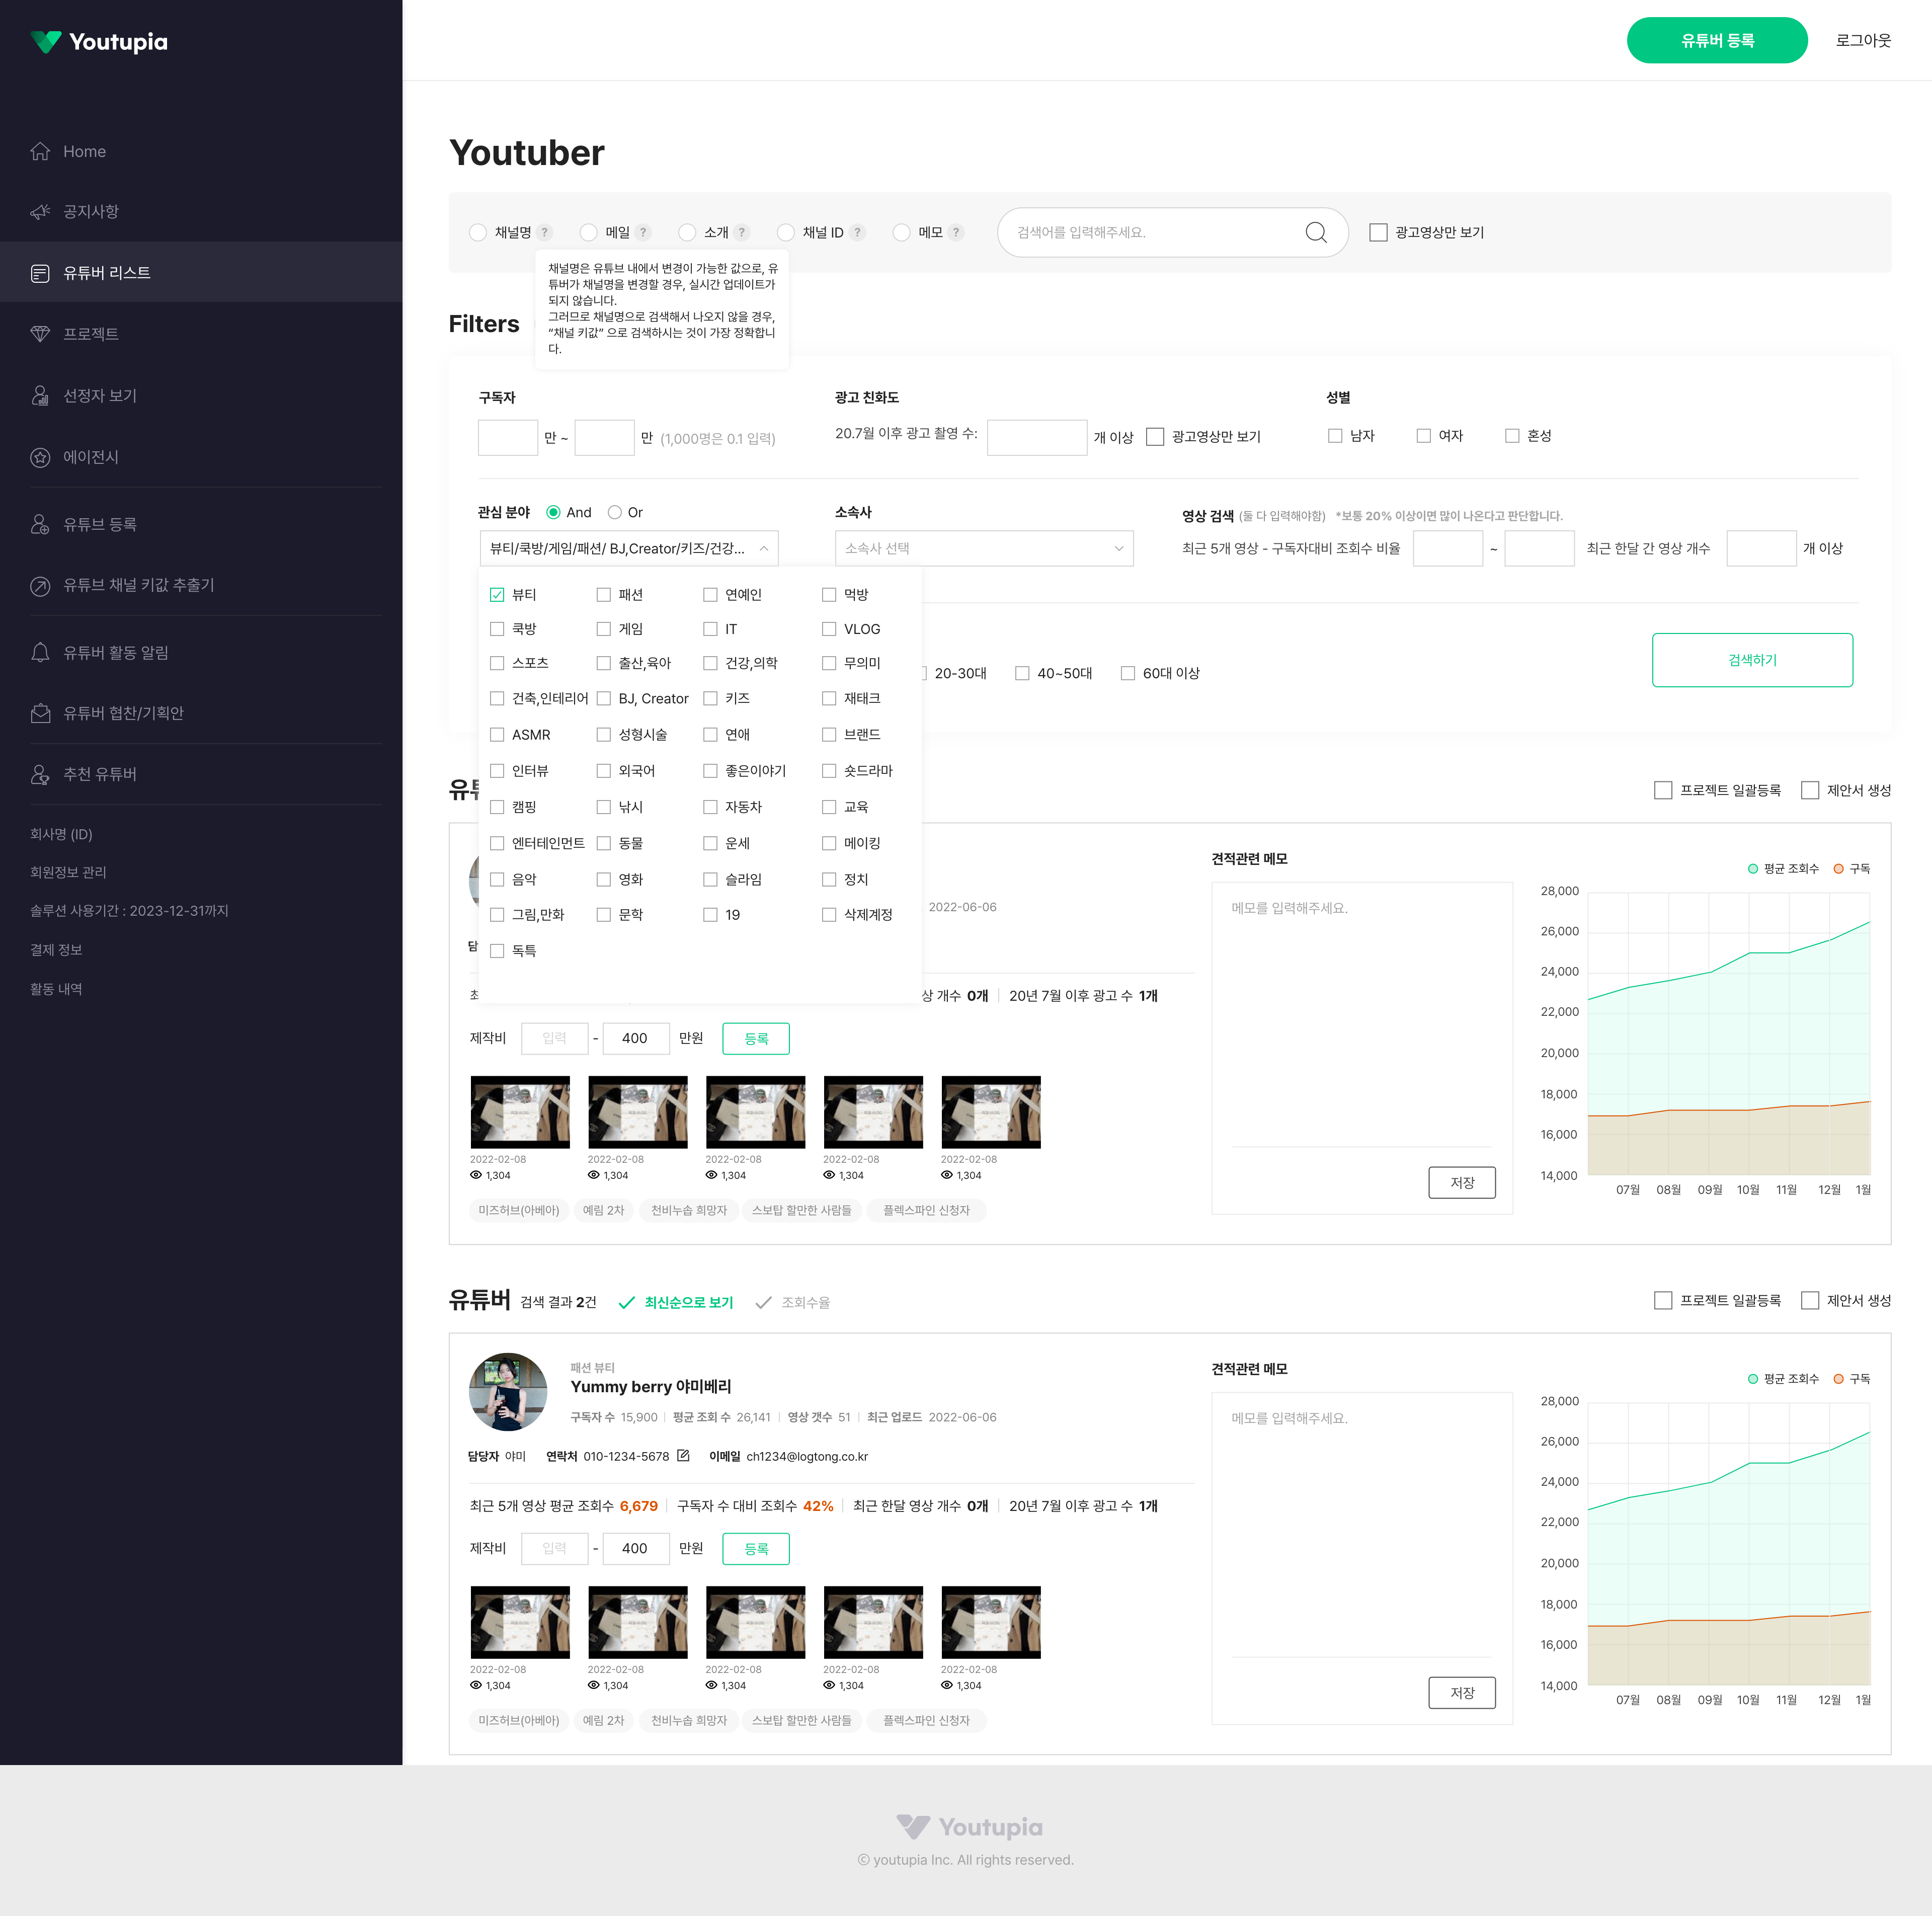 Youtupia
유튜버 등록
로그아웃
Home
공지사항
유튜버 리스트
프로젝트
선정자 보기
에이전시
유튜브 등록
유튜브 채널 키값 추출기
유튜버 활동 알림
유튜버 협찬/기획안
추천 유튜버
회사명 (ID)
회원정보 관리
솔루션 사용기간 : 2023-12-31까지
결제 정보
활동 내역
Youtuber
채널명 ?
메일 ?
소개 ?
채널 ID ?
메모 ?
검색어를 입력해주세요.
광고영상만 보기
채널명은 유튜브 내에서 변경이 가능한 값으로, 유
튜버가 채널명을 변경할 경우, 실시간 업데이트가
되지 않습니다.
그러므로 채널명으로 검색해서 나오지 않을 경우,
“채널 키값” 으로 검색하시는 것이 가장 정확합니
다.
Filters
구독자
만 ~ 만 (1,000명은 0.1 입력)
광고 친화도
20.7월 이후 광고 촬영 수: 개 이상 광고영상만 보기
성별
남자 여자 혼성
관심 분야 And Or
뷰티/쿡방/게임/패션/ BJ,Creator/키즈/건강...
소속사
소속사 선택
영상 검색 (둘 다 입력해야함) *보통 20% 이상이면 많이 나온다고 판단합니다.
최근 5개 영상 - 구독자대비 조회수 비율 ~ 최근 한달 간 영상 개수 개 이상
뷰티 패션 연예인 먹방
쿡방 게임 IT VLOG
스포츠 출산,육아 건강,의학 무의미
건축,인테리어 BJ, Creator 키즈 재태크
ASMR 성형시술 연애 브랜드
인터뷰 외국어 좋은이야기 숏드라마
캠핑 낚시 자동차 교육
엔터테인먼트 동물 운세 메이킹
음악 영화 슬라임 정치
그림,만화 문학 19 삭제계정
독특
20-30대 40~50대 60대 이상
검색하기
프로젝트 일괄등록 제안서 생성
2022-06-06
담
최
상 개수 0개 20년 7월 이후 광고 수 1개
제작비 입력 - 400 만원 등록
2022-02-08 2022-02-08 2022-02-08 2022-02-08 2022-02-08
1,304 1,304 1,304 1,304 1,304
미즈허브(아베아) 예림 2차 천비누솝 희망자 스보탑 할만한 사람들 플렉스파인 신청자
견적관련 메모
메모를 입력해주세요.
저장
평균 조회수 구독
28,000
26,000
24,000
22,000
20,000
18,000
16,000
14,000
07월 08월 09월 10월 11월 12월 1월
유튜버 검색 결과 2건 최신순으로 보기 조회수율
프로젝트 일괄등록 제안서 생성
패션 뷰티
Yummy berry 야미베리
구독자 수 15,900 평균 조회 수 26,141 영상 갯수 51 최근 업로드 2022-06-06
담당자 야미 연락처 010-1234-5678 이메일 ch1234@logtong.co.kr
최근 5개 영상 평균 조회수 6,679 구독자 수 대비 조회수 42% 최근 한달 영상 개수 0개 20년 7월 이후 광고 수 1개
제작비 입력 - 400 만원 등록
2022-02-08 2022-02-08 2022-02-08 2022-02-08 2022-02-08
1,304 1,304 1,304 1,304 1,304
미즈허브(아베아) 예림 2차 천비누솝 희망자 스보탑 할만한 사람들 플렉스파인 신청자
견적관련 메모
메모를 입력해주세요.
저장
평균 조회수 구독
28,000
26,000
24,000
22,000
20,000
18,000
16,000
14,000
07월 08월 09월 10월 11월 12월 1월
Youtupia
© youtupia Inc. All rights reserved.